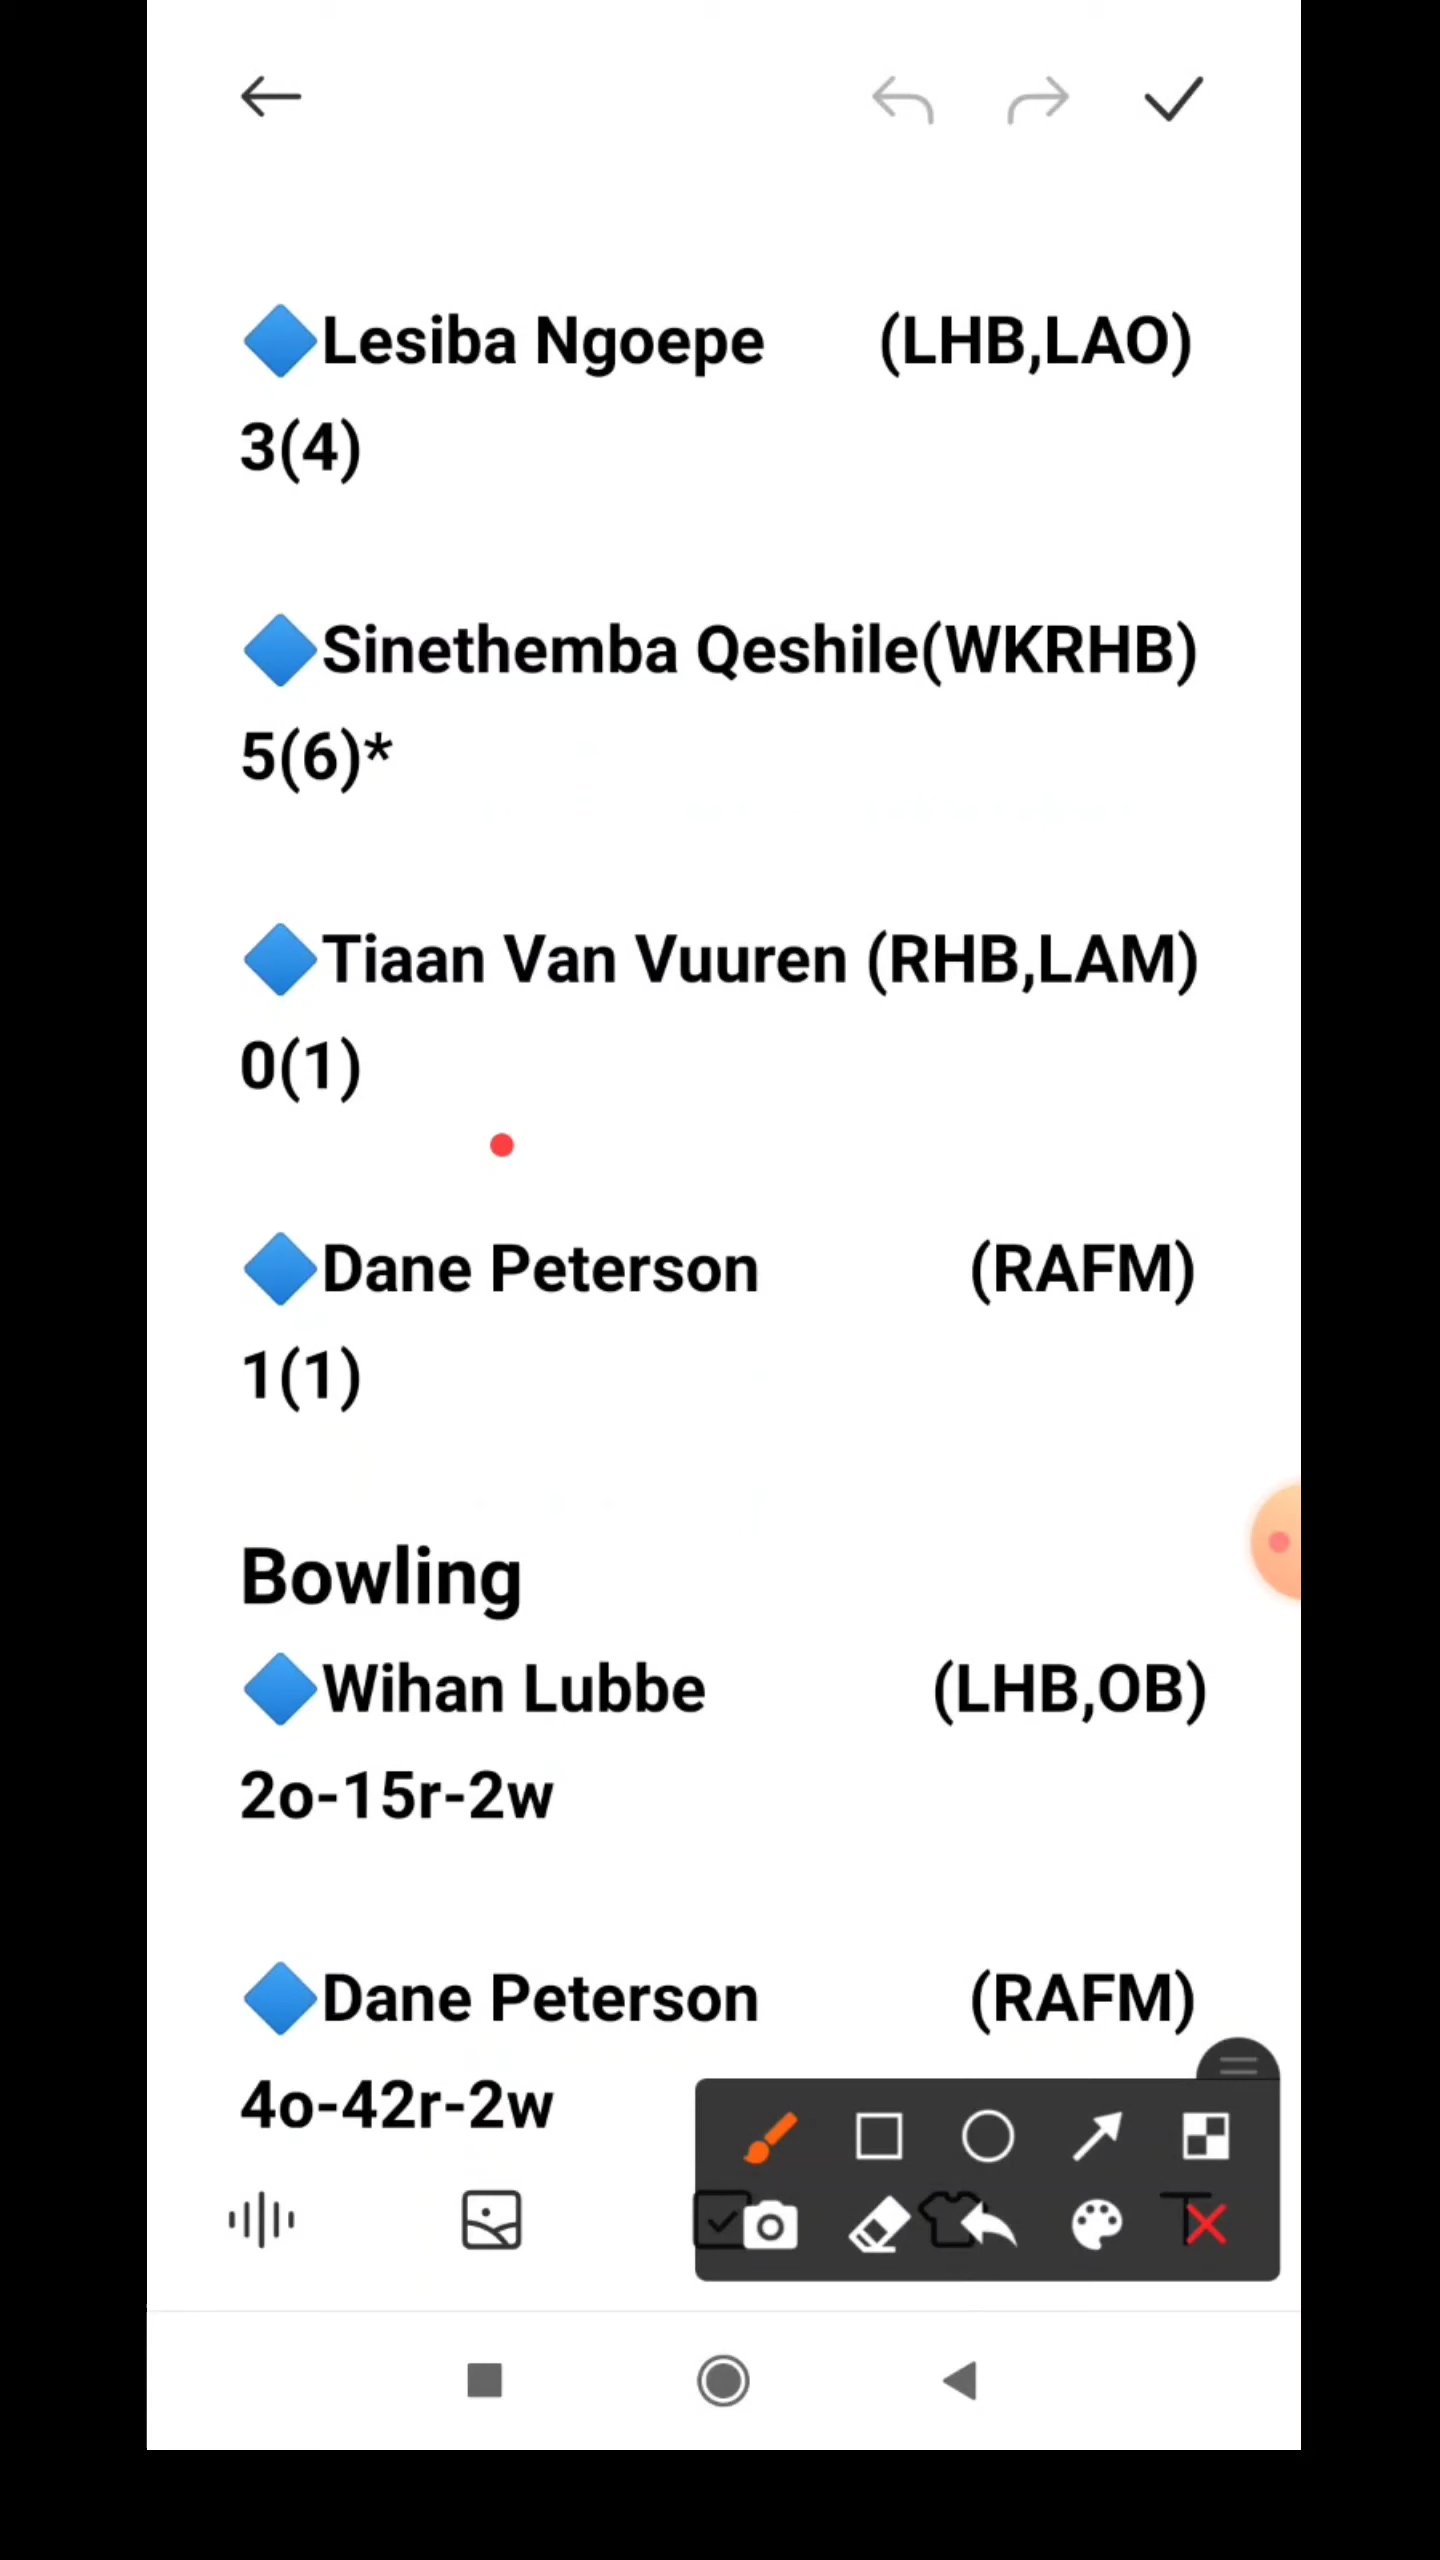 🔷Lesiba Ngoepe (LHB,LAO)
3(4)
🔷Sinethemba Qeshile(WKRHB)
5(6)*
🔷Tiaan Van Vuuren (RHB,LAM)
0(1)
🔷Dane Peterson (RAFM)
1(1)
Bowling
🔷Wihan Lubbe (LHB,OB)
2o-15r-2w
🔷Dane Peterson (RAFM)
4o-42r-2w